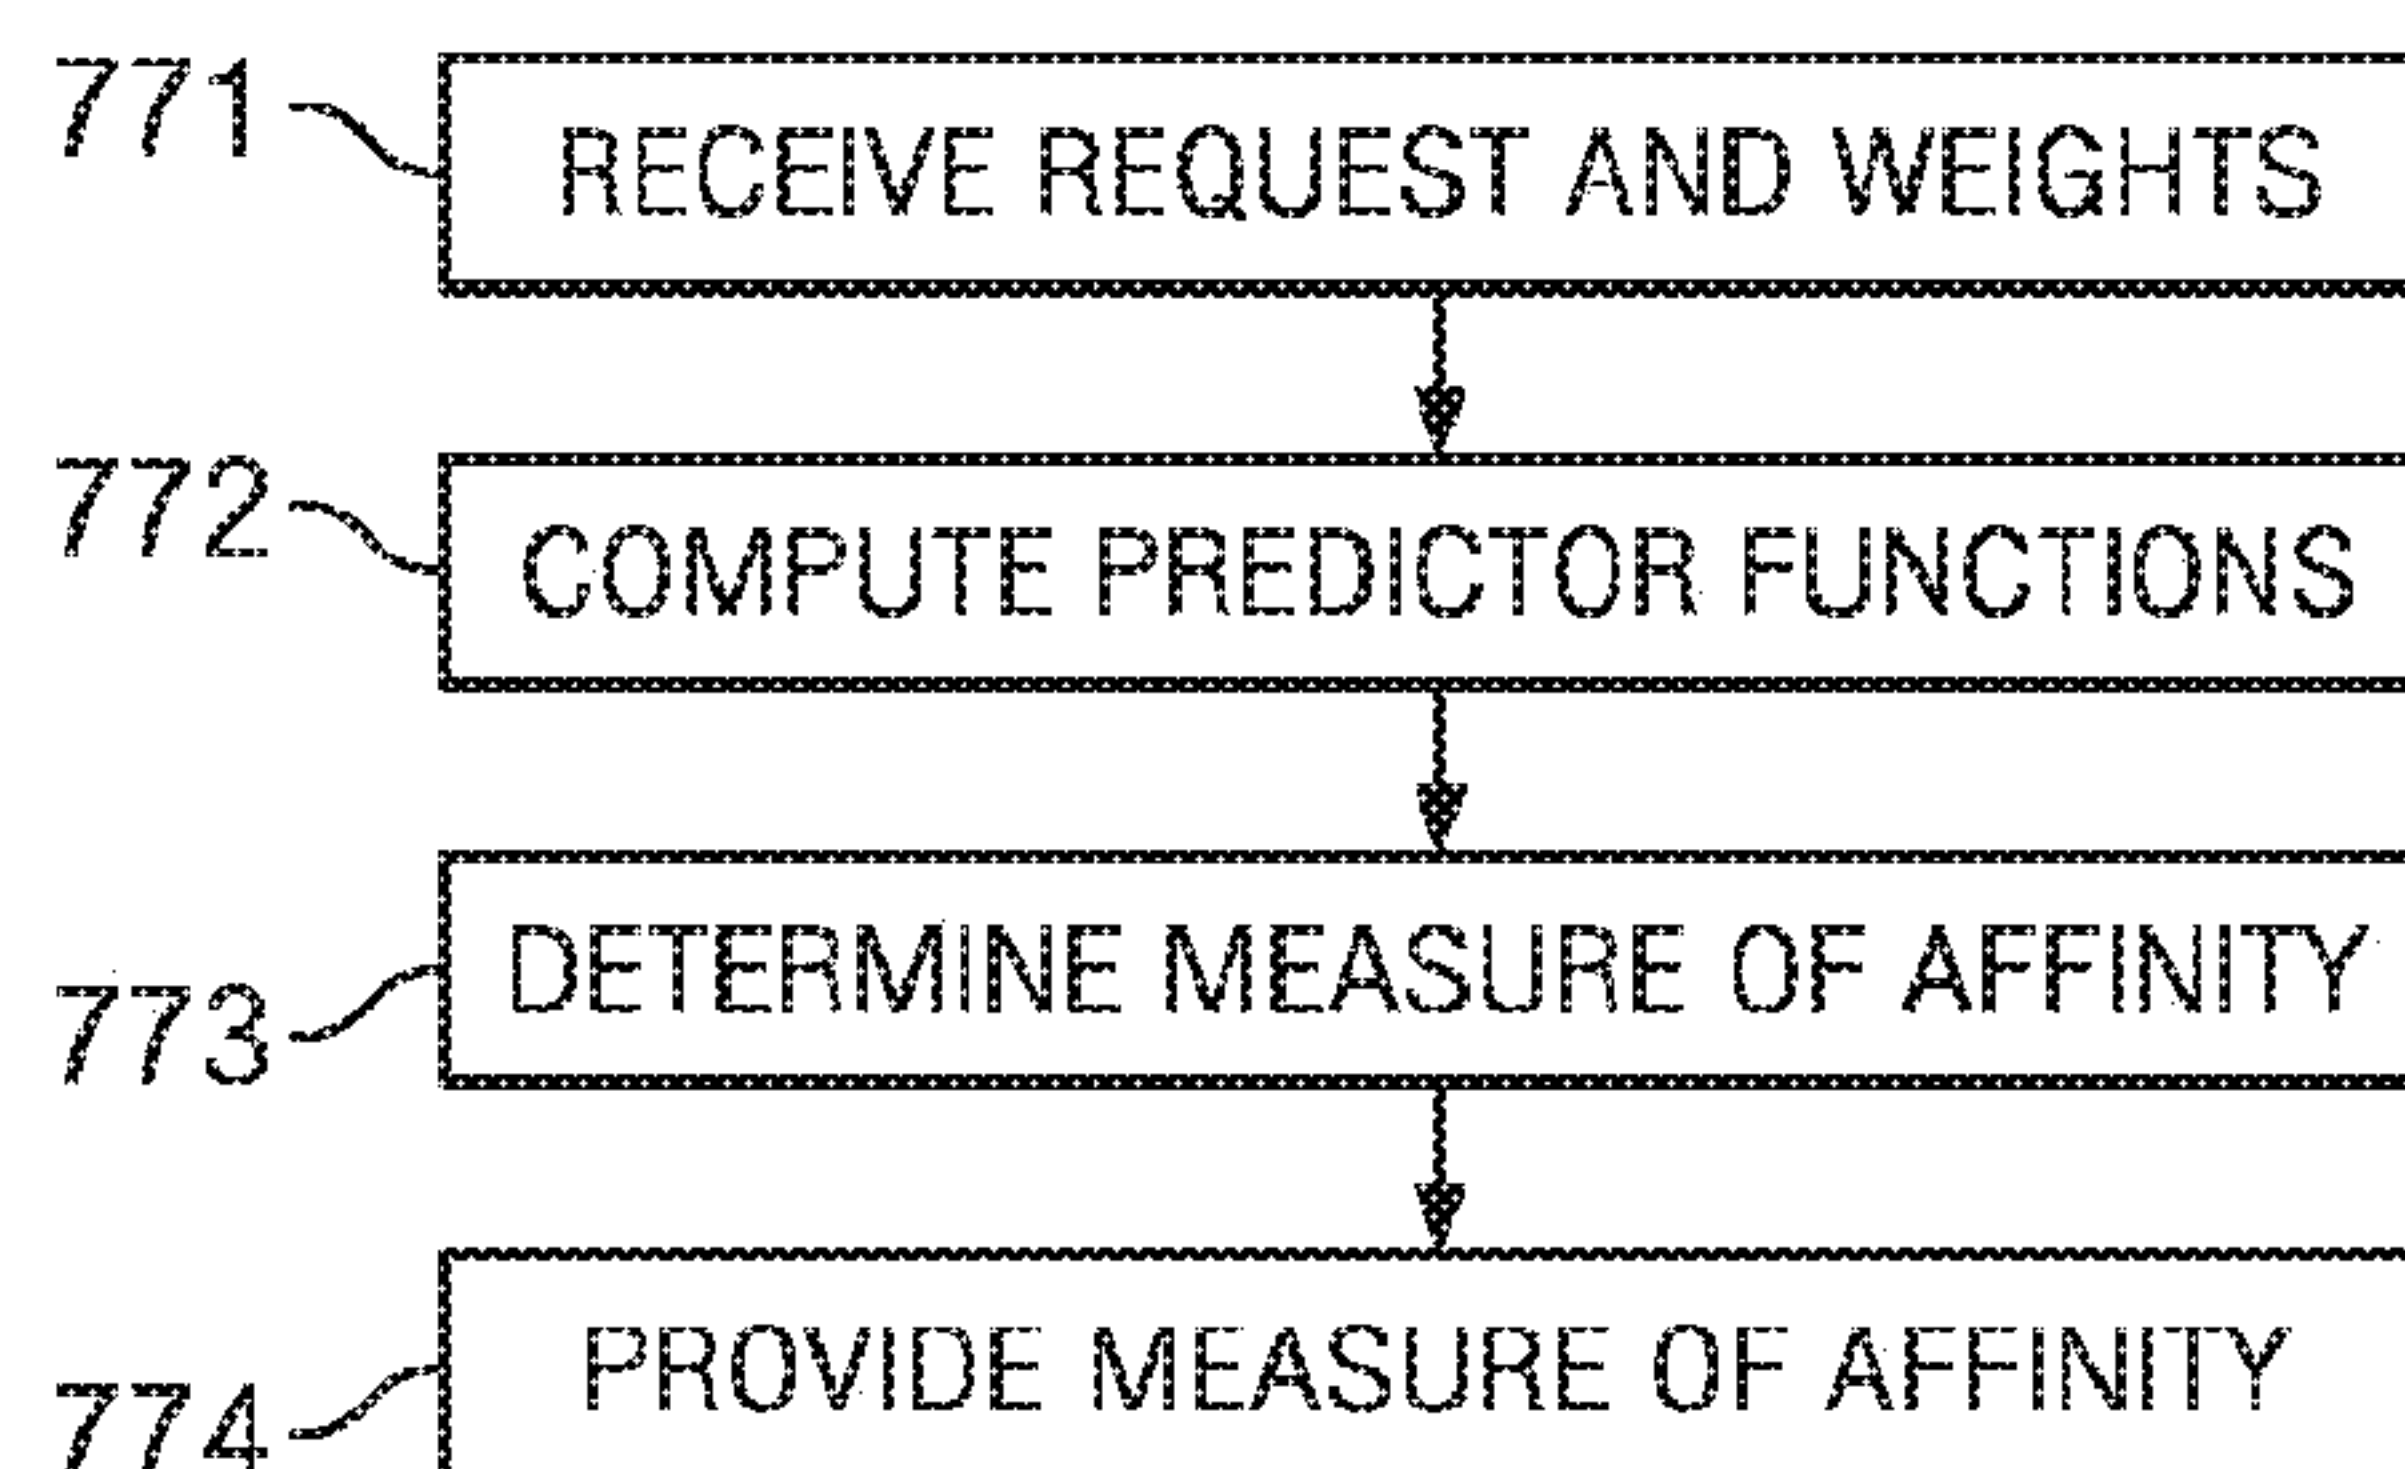 771 RECEIVE REQUEST AND WEIGHTS
772 COMPUTE PREDICTOR FUNCTIONS
DETERMINE MEASURE OF AFFINITY
773
PROVIDE MEASURE OF AFFINITY
774